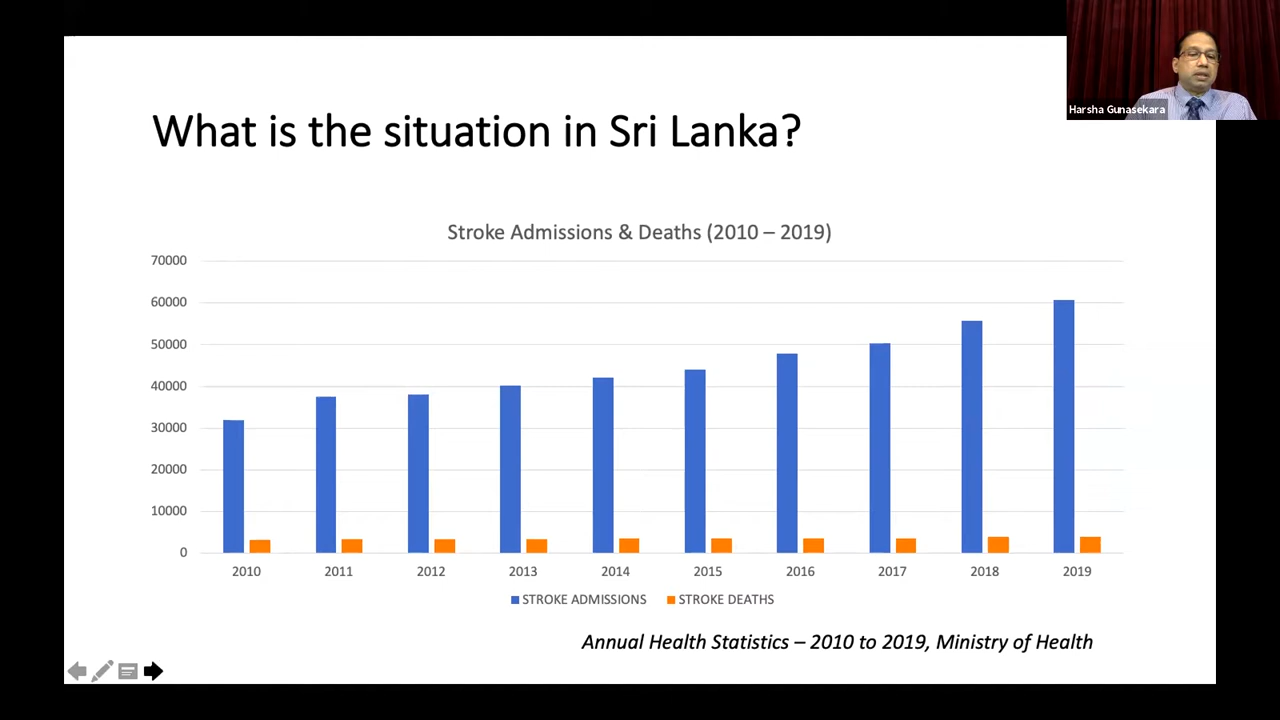 Harsha Gunasekara
What is the situation in Sri Lanka?
Stroke Admissions & Deaths (2010 – 2019)
70000
60000
50000
40000
30000
20000
10000
0
2010 2011 2012 2013 2014 2015 2016 2017 2018 2019
STROKE ADMISSIONS STROKE DEATHS
Annual Health Statistics – 2010 to 2019, Ministry of Health